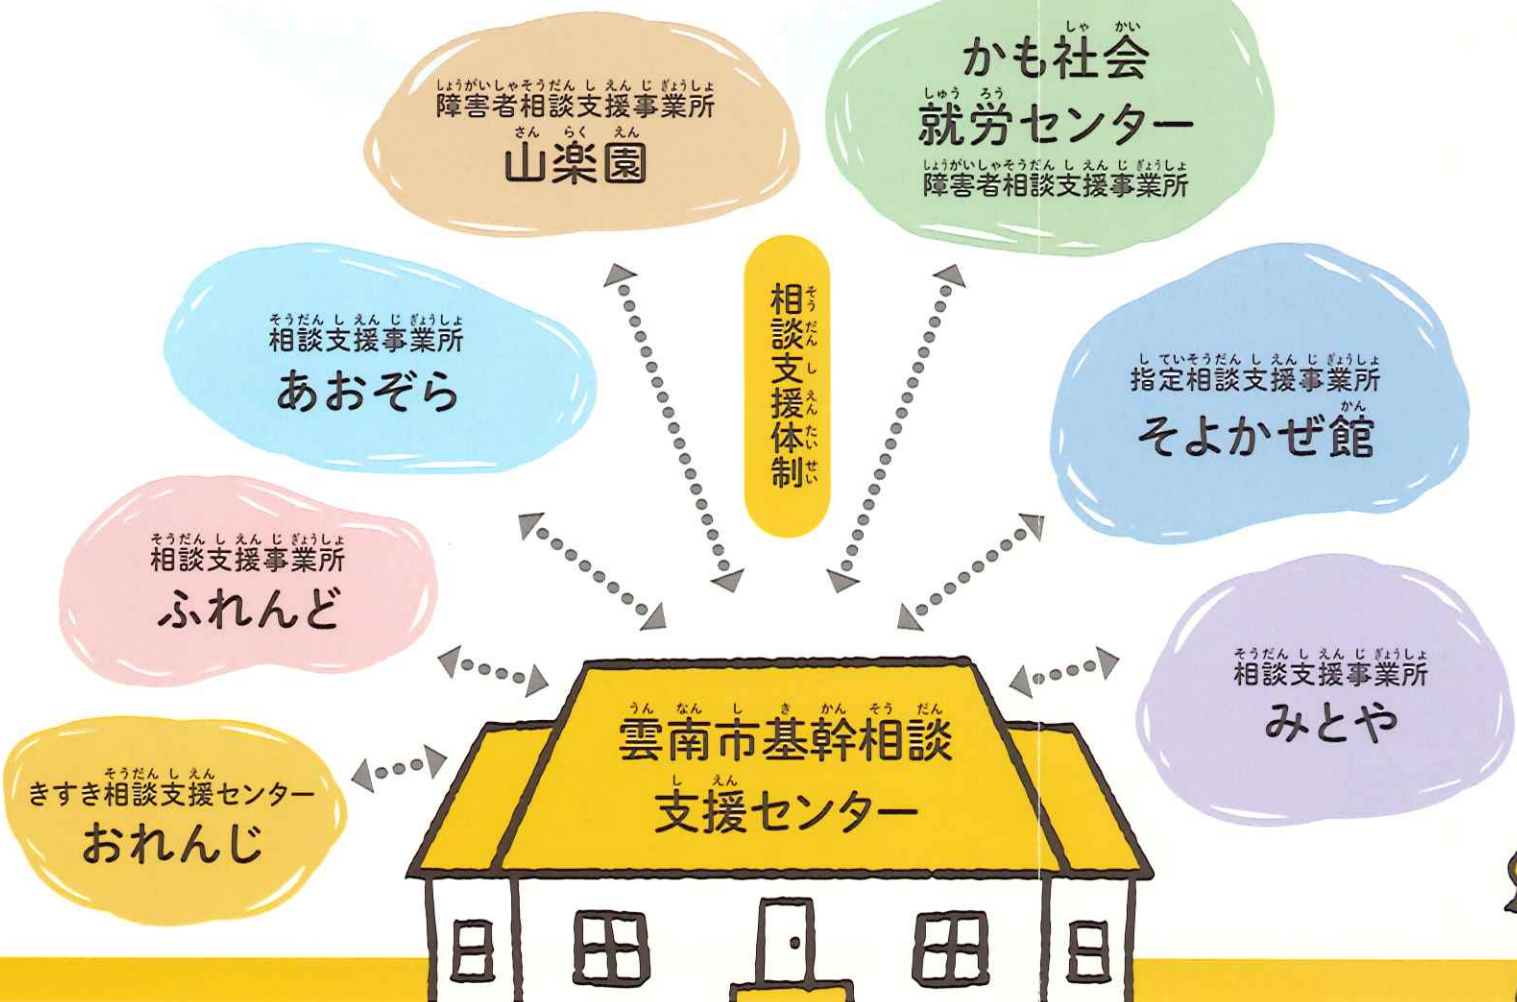 障害者相談支援事業所
山楽園
かも社会
就労センター
障害者相談支援事業所
相談支援体制
相談支援事業所
あおぞら
指定相談支援事業所
そよかぜ館
相談支援事業所
ふれんど
相談支援事業所
みとや
きすき相談支援センター
おれんじ
雲南市基幹相談
支援センター